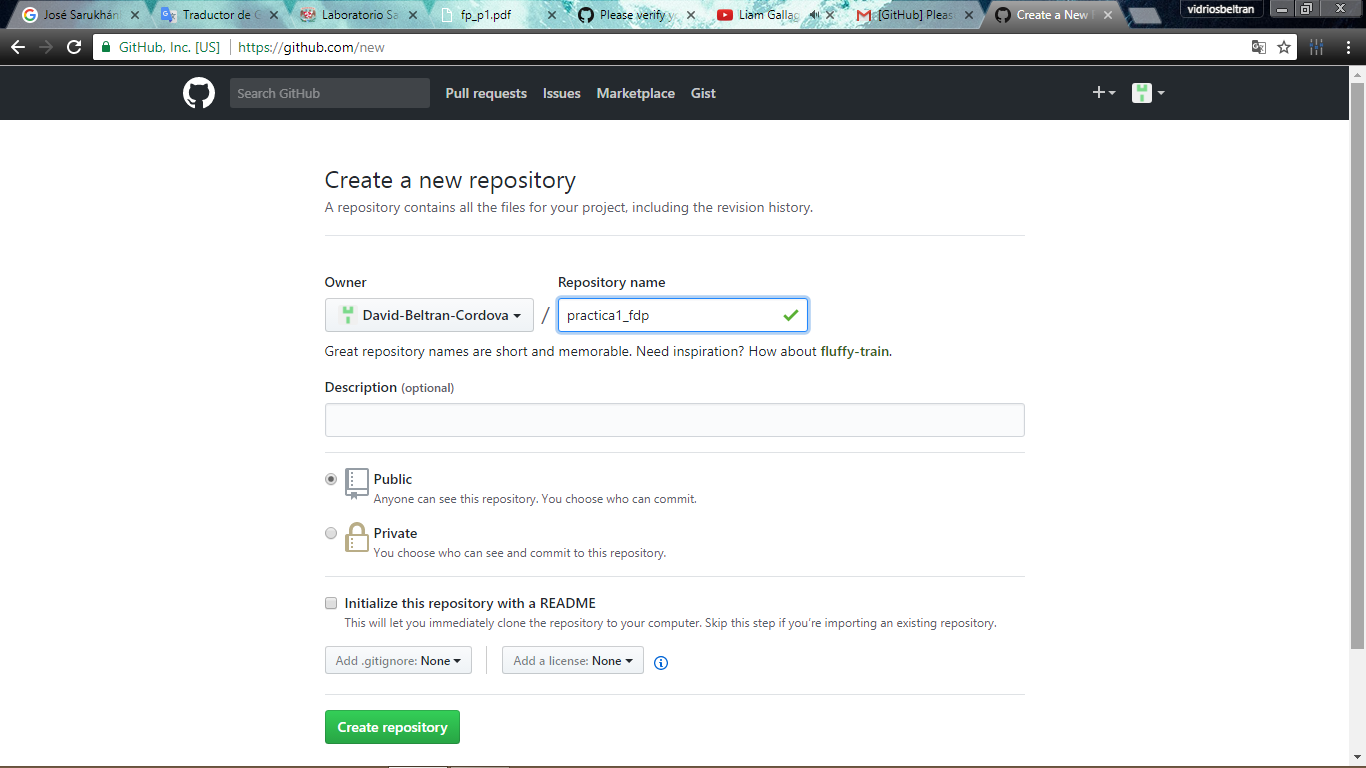 José Sarukhán
Traductor de G
Laboratorio Sa
fp_p1.pdf
Please verify y
Liam Gallag
[GitHub] Pleas
Create a New
vidriosbeltran
GitHub, Inc. [US]
https://github.com/new
Search GitHub
Pull requests
Issues
Marketplace
Gist
Create a new repository
A repository contains all the files for your project, including the revision history.
Owner
Repository name
David-Beltran-Cordova
/
practica1_fdp
Great repository names are short and memorable. Need inspiration? How about fluffy-train.
Description (optional)
Public
Anyone can see this repository. You choose who can commit.
Private
You choose who can see and commit to this repository.
Initialize this repository with a README
This will let you immediately clone the repository to your computer. Skip this step if you're importing an existing repository.
Add .gitignore: None
Add a license: None
Create repository